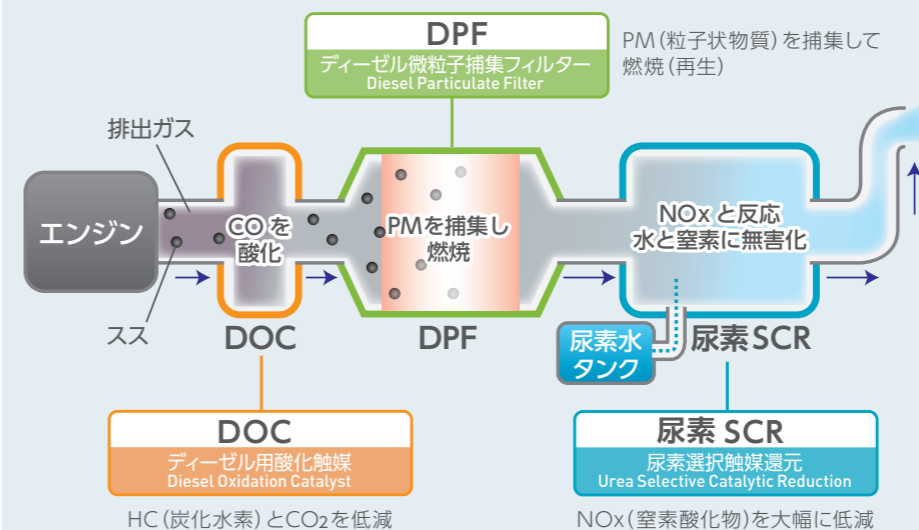 DPF
ディーゼル微粒子捕集フィルター
Diesel Particulate Filter
PM(粒子状物質)を捕集して
燃焼(再生)
排出ガス
エンジン
COを
酸化
PMを捕集し
燃焼
NOxと反応
水と窒素に無害化
スス
DOC
DPF
尿素水
タンク
尿素SCR
DOC
ディーゼル用酸化触媒
Diesel Oxidation Catalyst
HC(炭化水素)とCO2を低減
尿素 SCR
尿素選択触媒還元
Urea Selective Catalytic Reduction
NOx(窒素酸化物)を大幅に低減